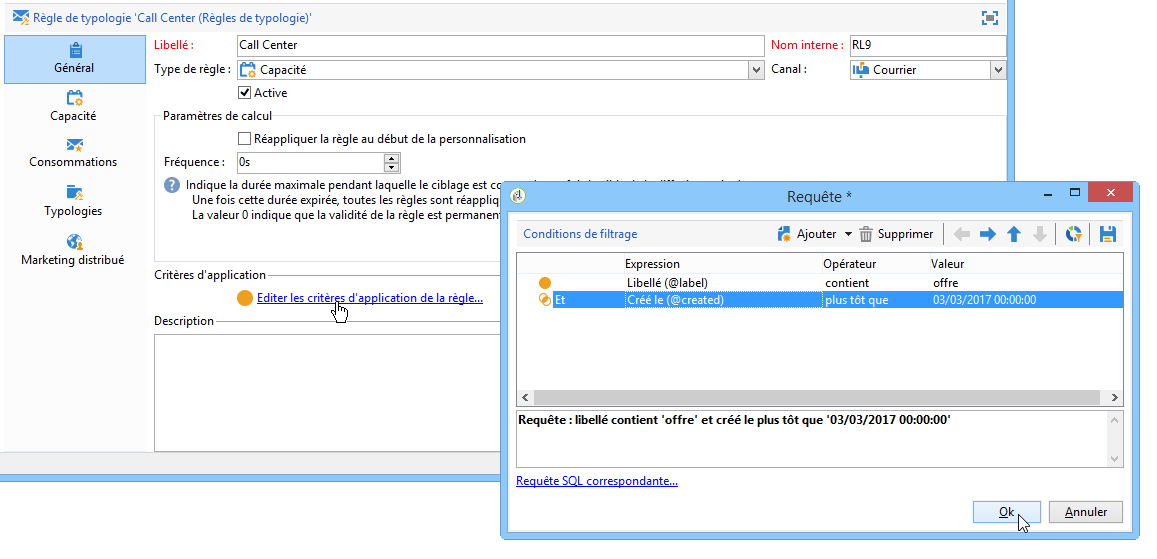 Règle de typologie 'Call Center (Règles de typologie)'
Général
Capacité
Consommations
Typologies
Marketing distribué
Libellé : Call Center Nom interne : RL9
Type de règle : Capacité Canal : Courrier
Active
Paramètres de calcul
Réappliquer la règle au début de la personnalisation
Fréquence : 0s
Indique la durée maximale pendant laquelle le ciblage est
Une fois cette durée expirée, toutes les règles sont
La valeur 0 indique que la validité de la règle est
Critères d'application
Editer les critères d'application de la règle...
Description
Requête *
Conditions de filtrage Ajouter Supprimer
Expression Opérateur Valeur
Libellé (@label) contient offre
Et Créé le (@created) plus tôt que 03/03/2017 00:00:00
Requête : libellé contient 'offre' et créé le plus tôt que '03/03/2017 00:00:00'
Requête SQL correspondante...
Ok Annuler